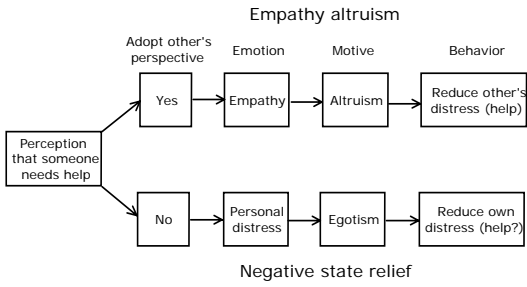 Empathy altruism
Adopt other's
perspective
Emotion
Motive
Behavior
Yes
Empathy
Altruism
Reduce other's
distress (help)
Perception
that someone
needs help
No
Personal
distress
Egotism
Reduce own
distress (help?)
Negative state relief